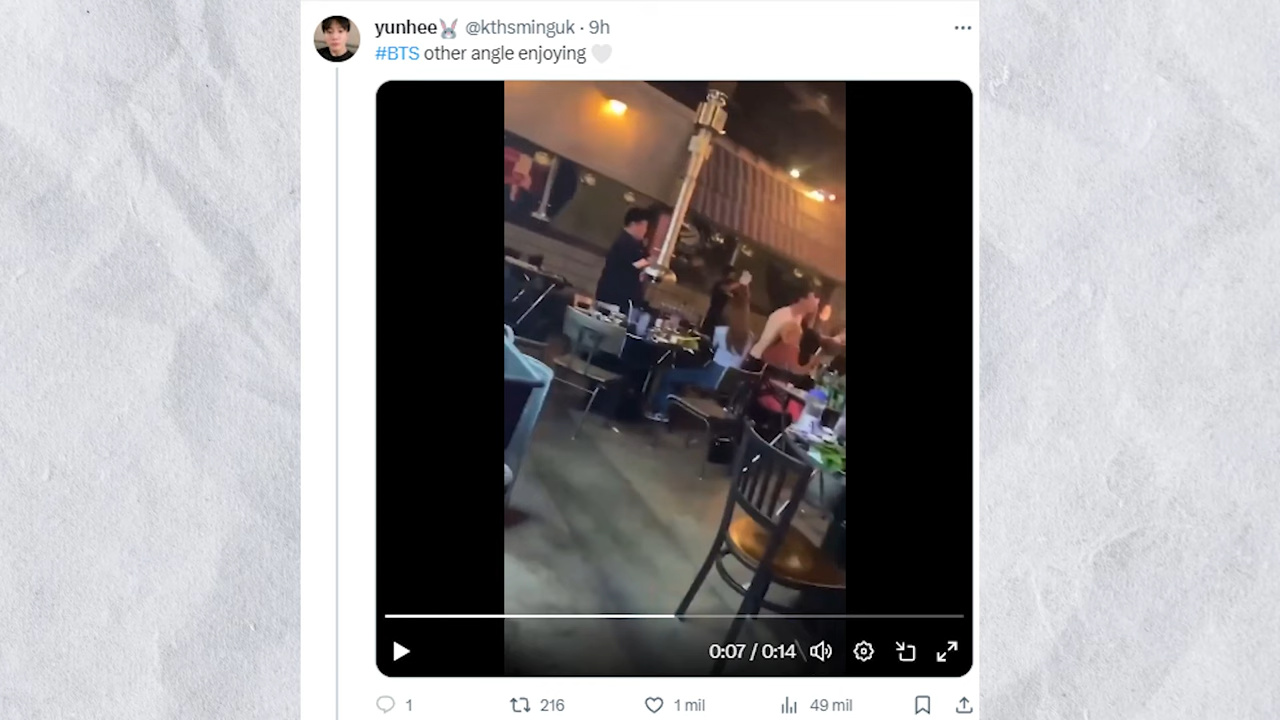 yunhee🐰 @kthsminguk · 9h
#BTS other angle enjoying 🤍
0:07 / 0:14
1 216 1 mil 49 mil